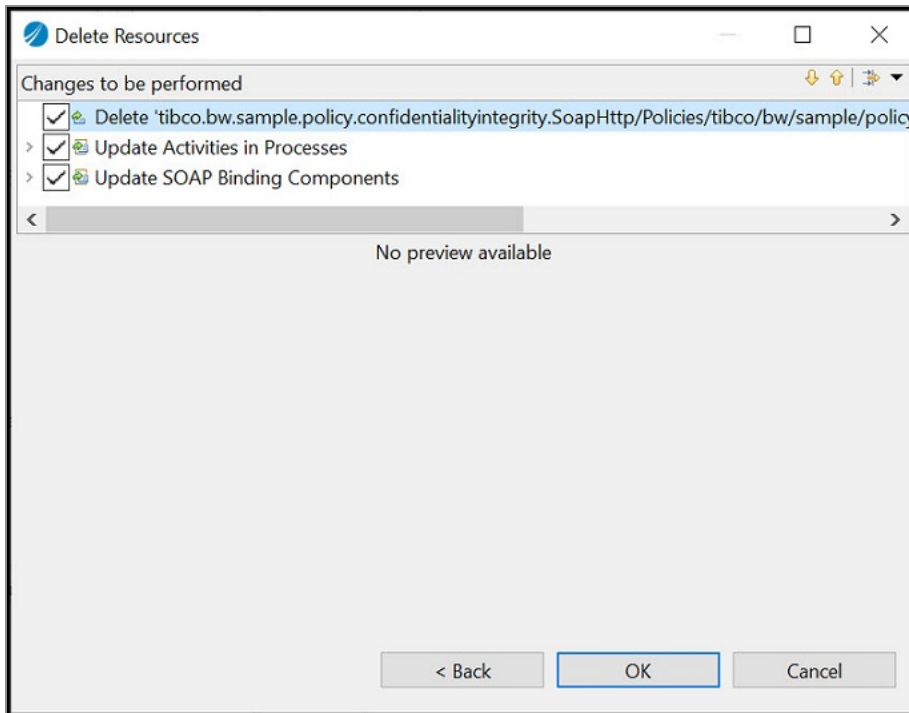 Delete Resources
Changes to be performed
Delete 'tibco.bw.sample.policy.confidentialityintegrity.SoapHttp/Policies/tibco/bw/sample/policy
Update Activities in Processes
Update SOAP Binding Components
No preview available
< Back OK Cancel